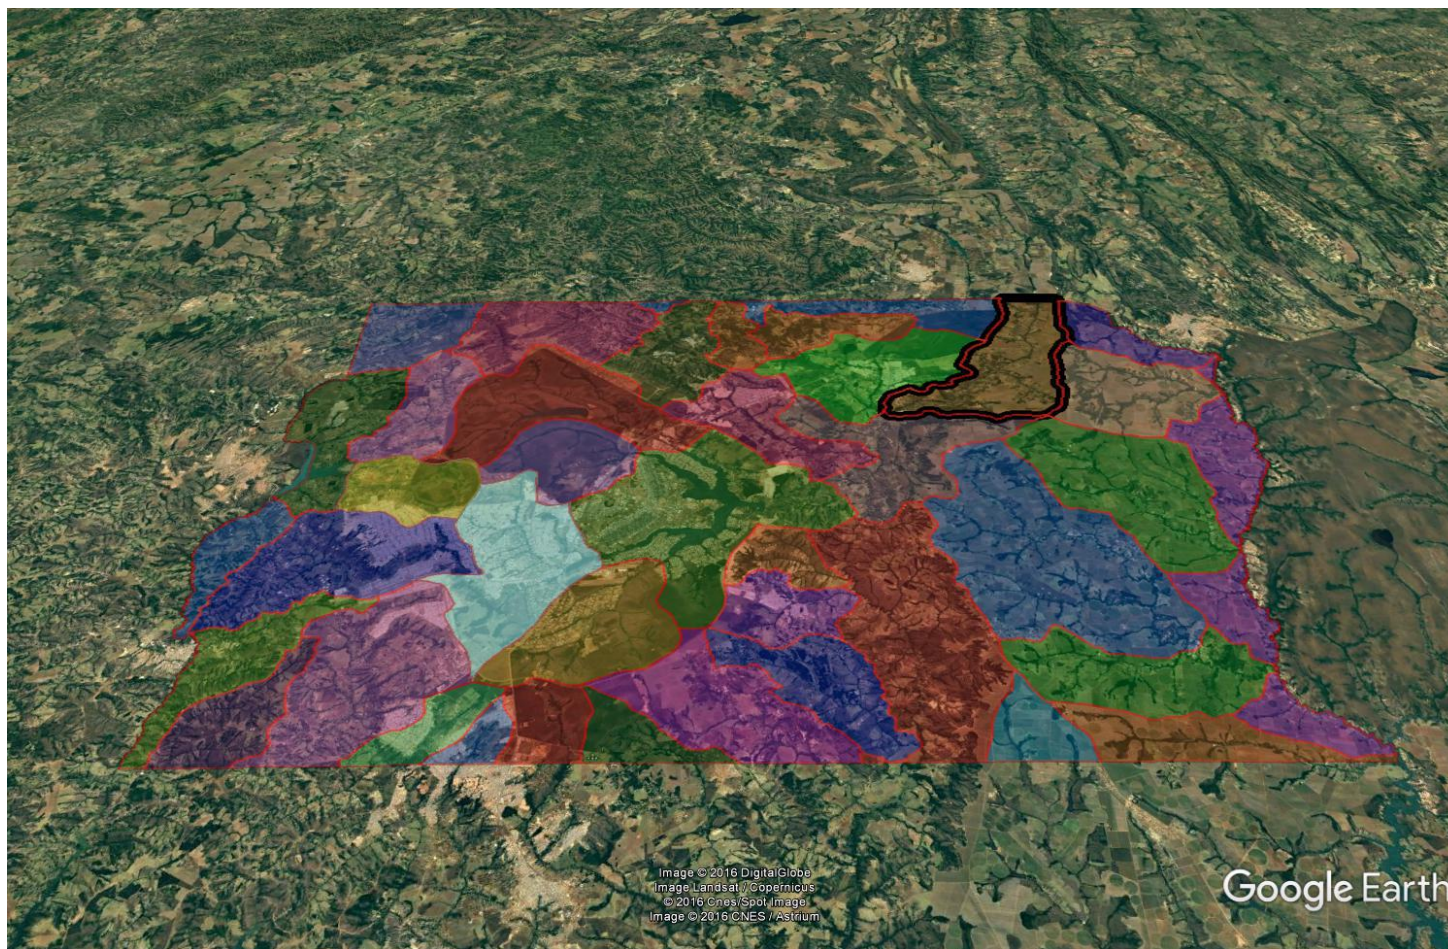 Image © 2016 DigitalGlobe
Image Landsat / Copernicus
© 2016 Cnes/Spot Image
Image © 2016 CNES / Astrium
Google Earth